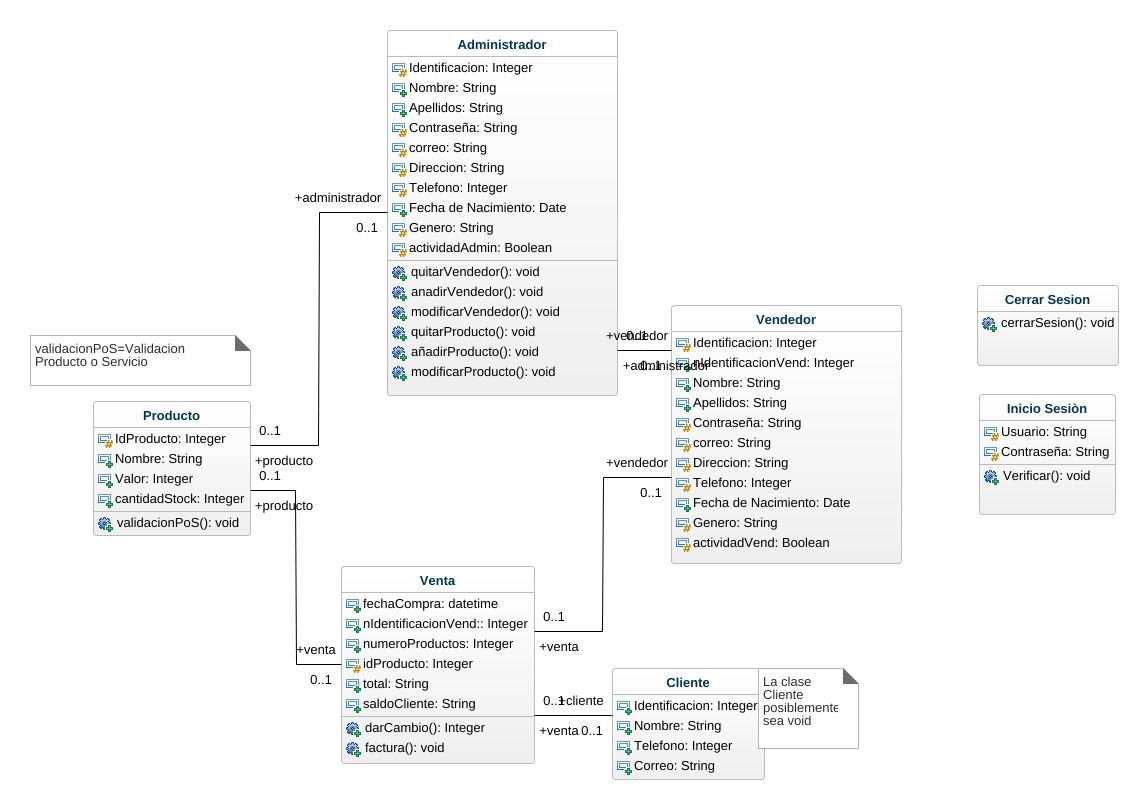 Administrador
Identificacion: Integer
Nombre: String
Apellidos: String
Contraseña: String
correo: String
Direccion: String
Telefono: Integer
Fecha de Nacimiento: Date
Genero: String
actividadAdmin: Boolean
quitarVendedor(): void
anadirVendedor(): void
modificarVendedor(): void
quitarProducto(): void
añadirProducto(): void
modificarProducto(): void
+administrador
0..1
+vendedor
0..1
+administrador
0..1
Vendedor
Identificacion: Integer
nIdentificacionVend: Integer
Nombre: String
Apellidos: String
Contraseña: String
correo: String
Direccion: String
Telefono: Integer
Fecha de Nacimiento: Date
Genero: String
actividadVend: Boolean
Cerrar Sesion
cerrarSesion(): void
Inicio Sesiòn
Usuario: String
Contraseña: String
Verificar(): void
validacionPoS=Validacion
Producto o Servicio
Producto
IdProducto: Integer
Nombre: String
Valor: Integer
cantidadStock: Integer
validacionPoS(): void
0..1
+producto
0..1
+producto
+vendedor
0..1
Venta
fechaCompra: datetime
nIdentificacionVend:: Integer
numeroProductos: Integer
idProducto: Integer
total: String
saldoCliente: String
darCambio(): Integer
factura(): void
+venta
0..1
0..1
+venta
0..1
+cliente
+venta
0..1
Cliente
Identificacion: Integer
Nombre: String
Telefono: Integer
Correo: String
La clase
Cliente
posiblemente
sea void